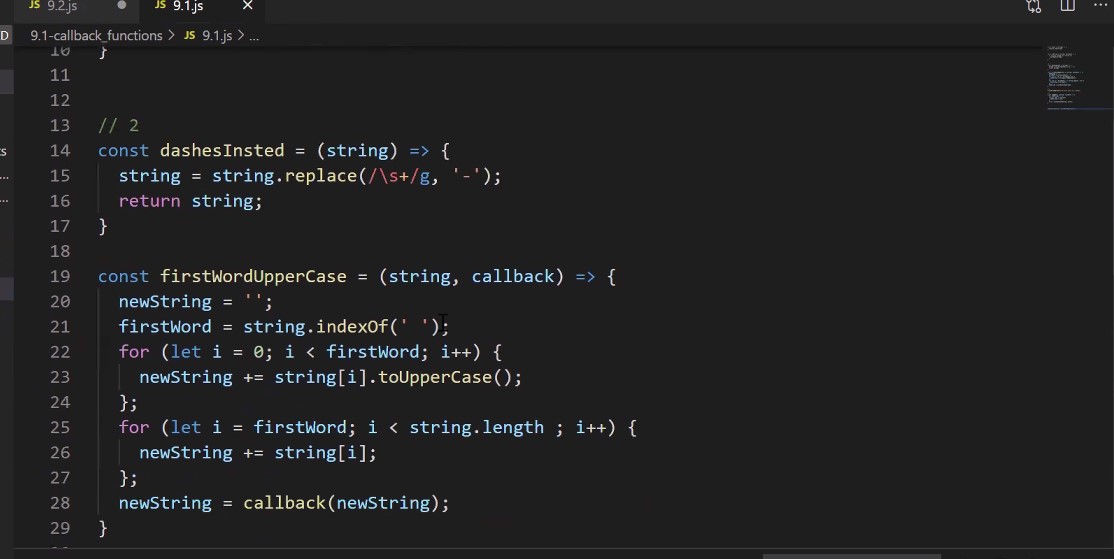 JS 9.2.js JS 9.1.js
D 9.1-callback_functions > JS 9.1.js > ...
10 }
11
12
13 // 2
14 const dashesInsted = (string) => {
15 string = string.replace(/\s+/g, '-');
16 return string;
17 }
18
19 const firstWordUpperCase = (string, callback) => {
20 newString = '';
21 firstWord = string.indexOf(' ');
22 for (let i = 0; i < firstWord; i++) {
23 newString += string[i].toUpperCase();
24 };
25 for (let i = firstWord; i < string.length ; i++) {
26 newString += string[i];
27 };
28 newString = callback(newString);
29 }